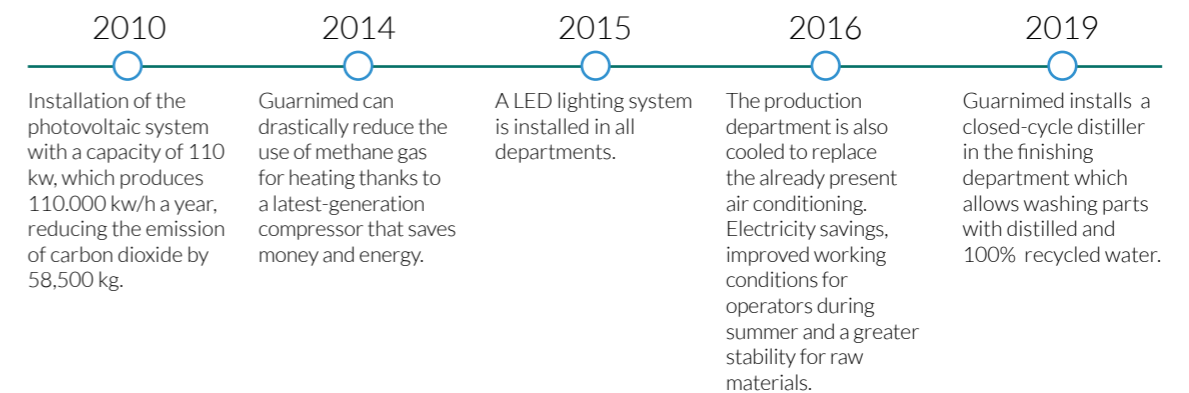 2010
Installation of the
photovoltaic system
with a capacity of 110
kw, which produces
110.000 kw/h a year,
reducing the emission
of carbon dioxide by
58,500 kg.
2014
Guarnimed can
drastically reduce the
use of methane gas
for heating thanks to
a latest-generation
compressor that saves
money and energy.
2015
A LED lighting system
is installed in all
departments.
2016
The production
department is also
cooled to replace
the already present
air conditioning.
Electricity savings,
improved working
conditions for
operators during
summer and a greater
stability for raw
materials.
2019
Guarnimed installs a
closed-cycle distiller
in the finishing
department which
allows washing parts
with distilled and
100% recycled water.